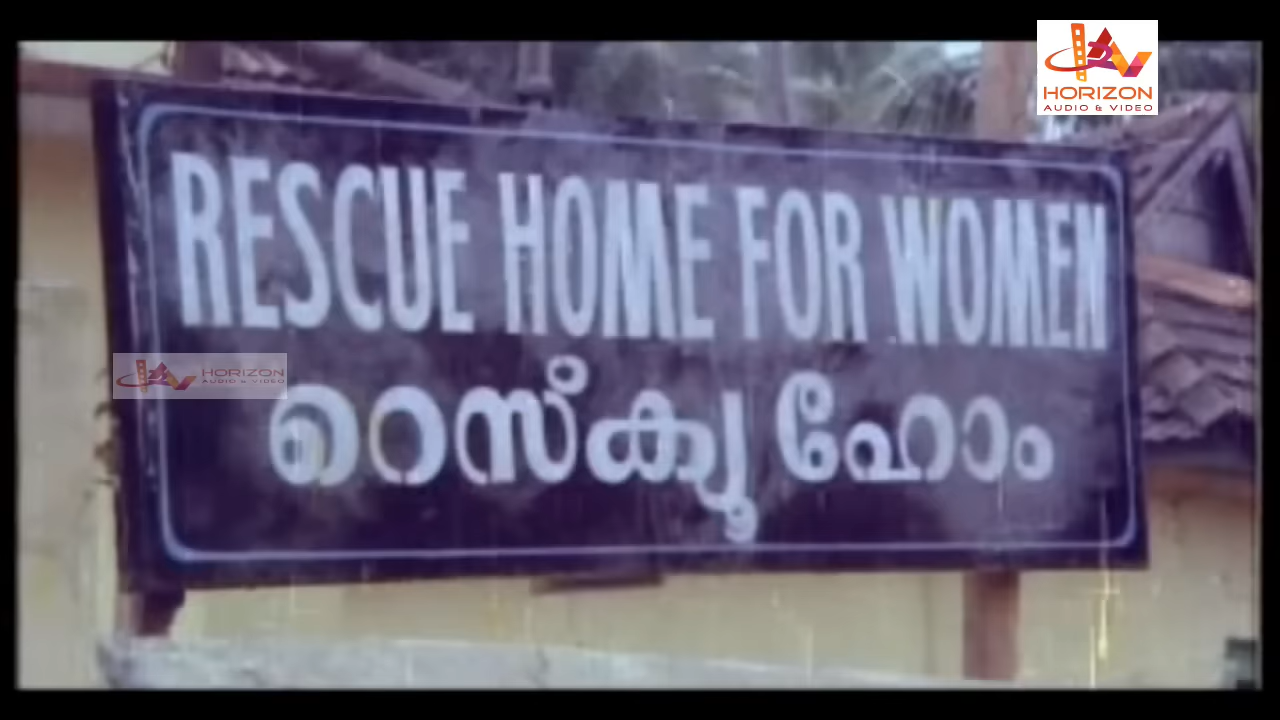 HORIZON
AUDIO & VIDEO
RESCUE HOME FOR WOMEN
HORIZON
AUDIO & VIDEO
റെസ്ക്യൂ ഹോം